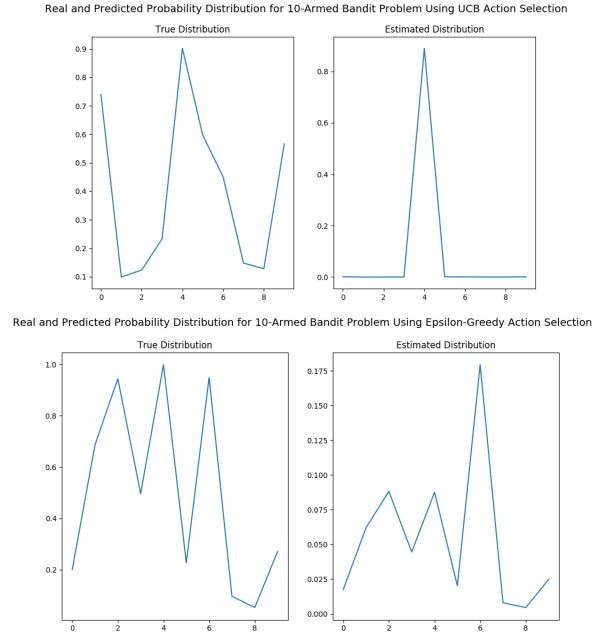 Real and Predicted Probability Distribution for 10-Armed Bandit Problem Using UCB Action Selection
True Distribution
Estimated Distribution
0.9
0.8
0.7
0.6
0.5
0.4
0.3
0.2
0.1
0 2 4 6 8
0.8
0.6
0.4
0.2
0.0
0 2 4 6 8
Real and Predicted Probability Distribution for 10-Armed Bandit Problem Using Epsilon-Greedy Action Selection
True Distribution
Estimated Distribution
1.0
0.8
0.6
0.4
0.2
0 2 4 6 8
0.175
0.150
0.125
0.100
0.075
0.050
0.025
0.000
0 2 4 6 8